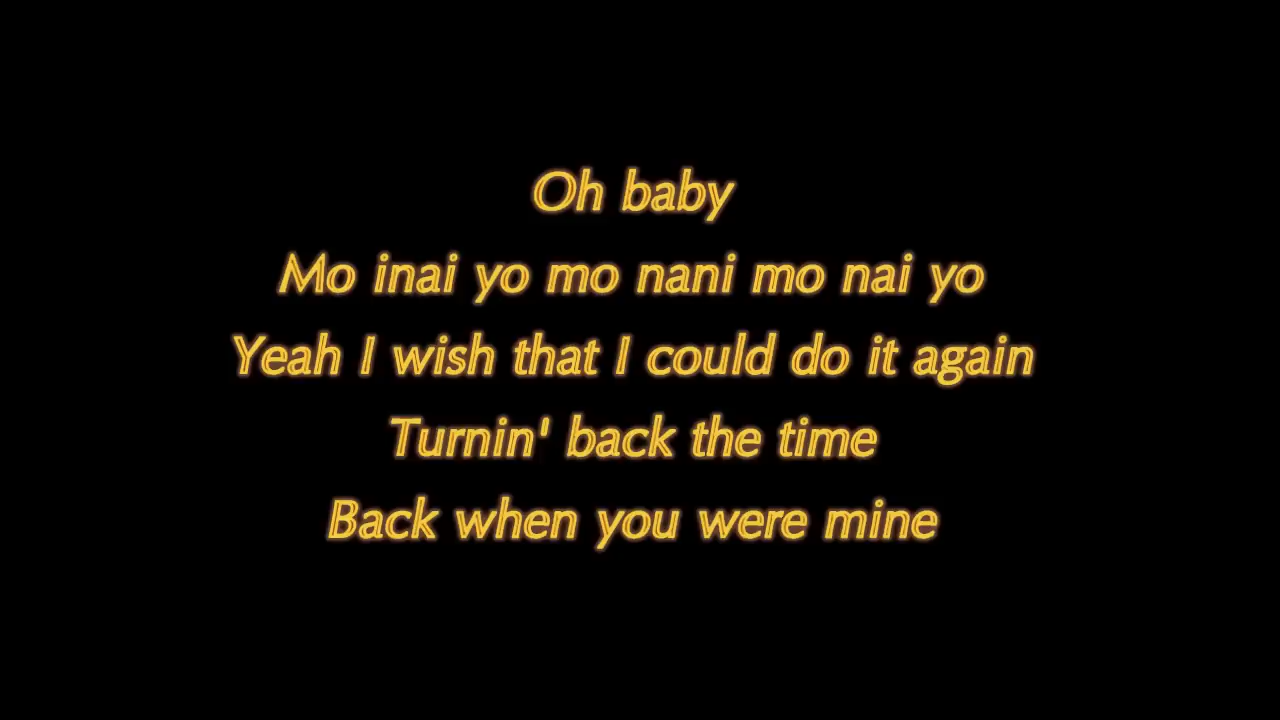 Oh baby
Mo inai yo mo nani mo nai yo
Yeah I wish that I could do it again
Turnin' back the time
Back when you were mine